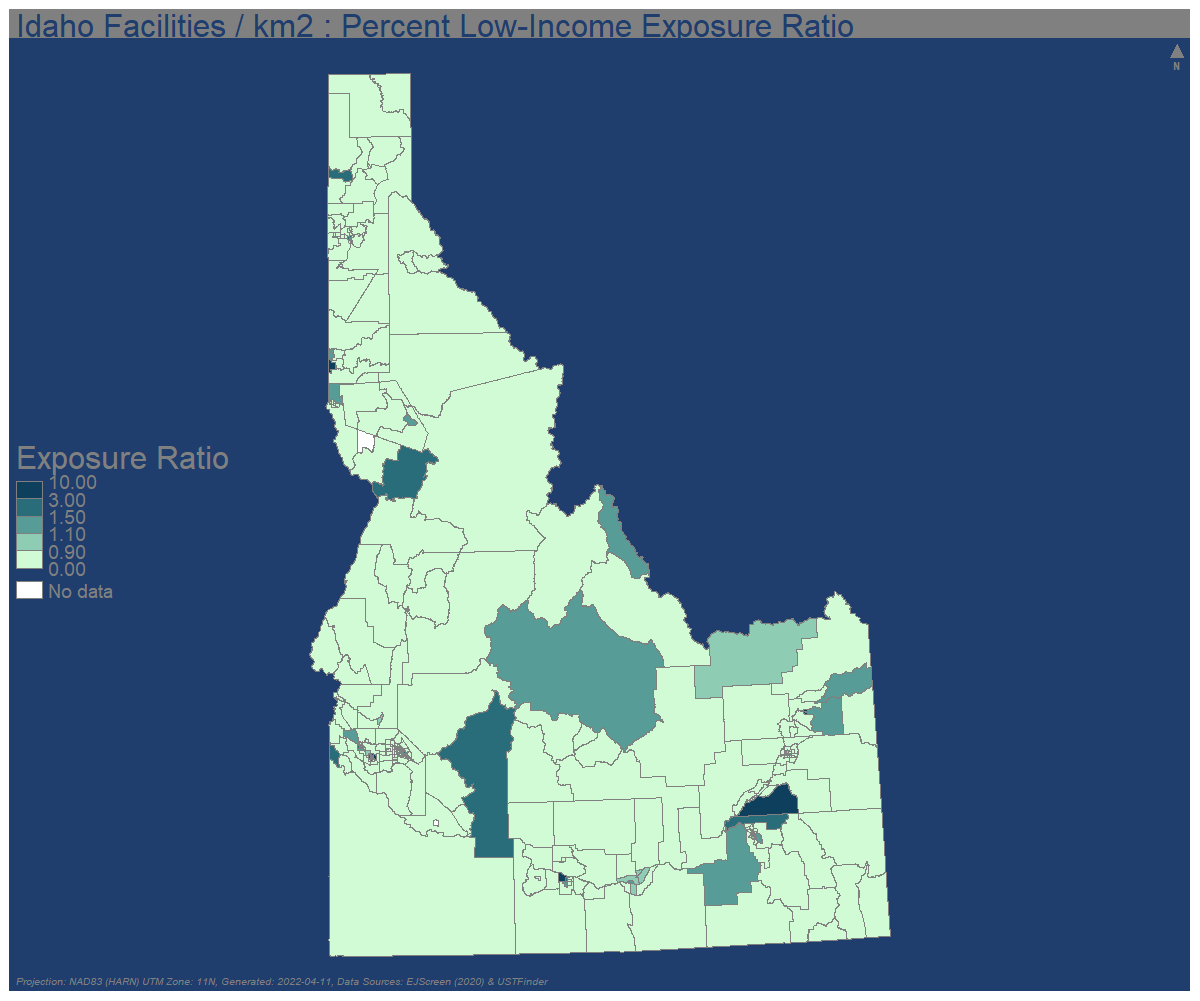 Idaho Facilities / km2 : Percent Low-Income Exposure Ratio
N
Exposure Ratio
10.00
3.00
1.50
1.10
0.90
0.00
No data
Projection: NAD83 (HARN) UTM Zone: 11N, Generated: 2022-04-11, Data Sources: EJScreen (2020) & USTFinder